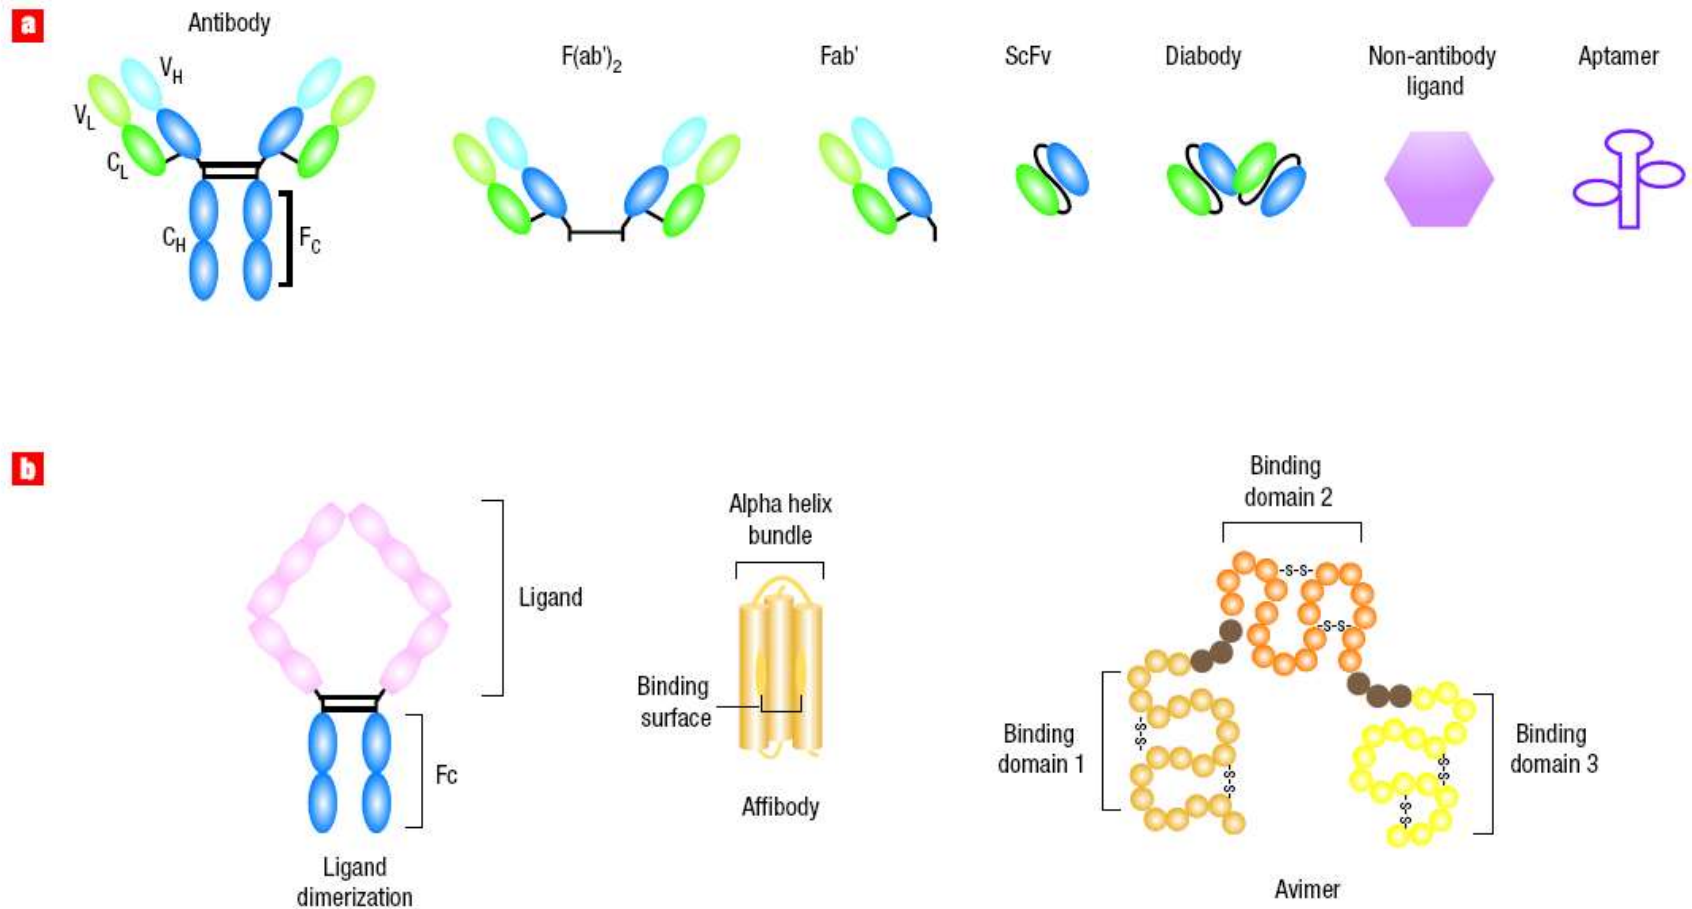 a
Antibody
F(ab')2
Fab'
ScFv
Diabody
Non-antibody
ligand
Aptamer
VH
VL
CL
CH
FC
b
Ligand
Fc
Ligand
dimerization
Alpha helix
bundle
Binding
surface
Affibody
Binding
domain 2
-s-s-
-s-s-
Binding
domain 1
-s-s-
-s-s-
Binding
domain 3
-s-s-
-s-s-
Avimer